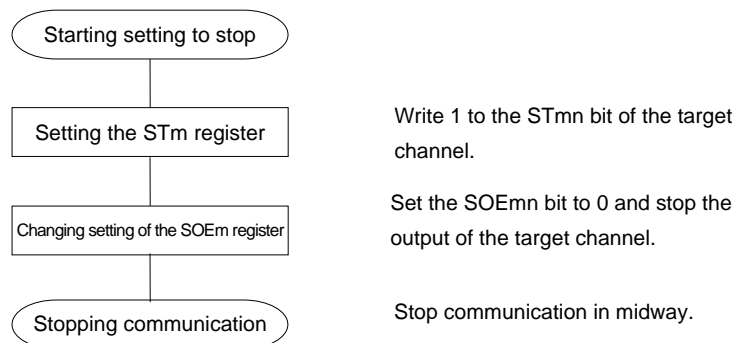 Starting setting to stop
Setting the STm register
Write 1 to the STmn bit of the target
channel.
Changing setting of the SOEm register
Set the SOEmn bit to 0 and stop the
output of the target channel.
Stopping communication
Stop communication in midway.